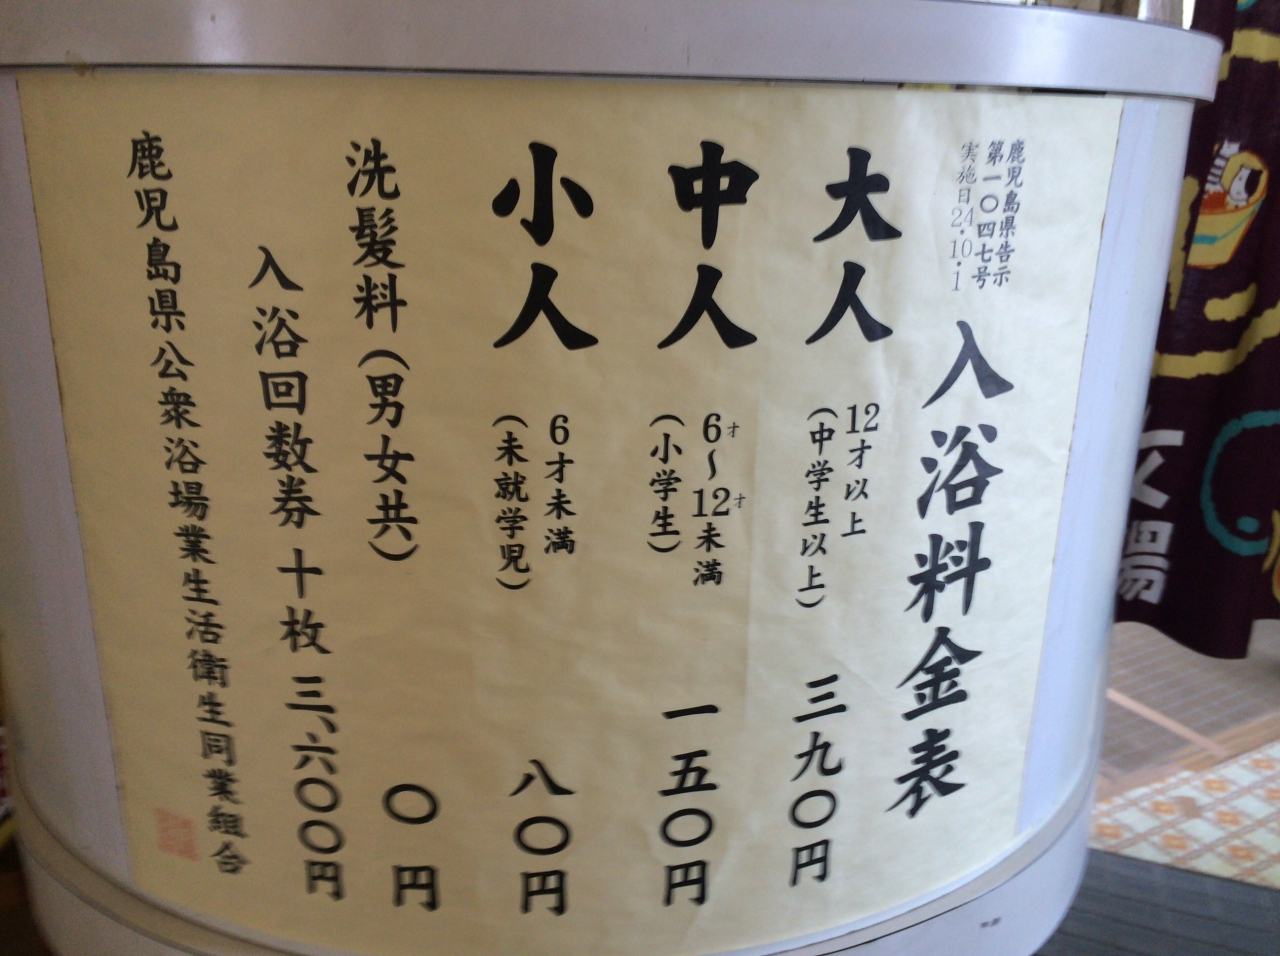 鹿児島県告示
第一〇四七号
実施日24・10・1
入浴料金表
大人
12才以上
(中学生以上)
三九〇円
中人
6才〜12才未満
(小学生)
一五〇円
小人
6才未満
(未就学児)
八〇円
洗髪料(男女共)
〇円
入浴回数券 十枚 三、六〇〇円
鹿児島県公衆浴場業生活衛生同業組合